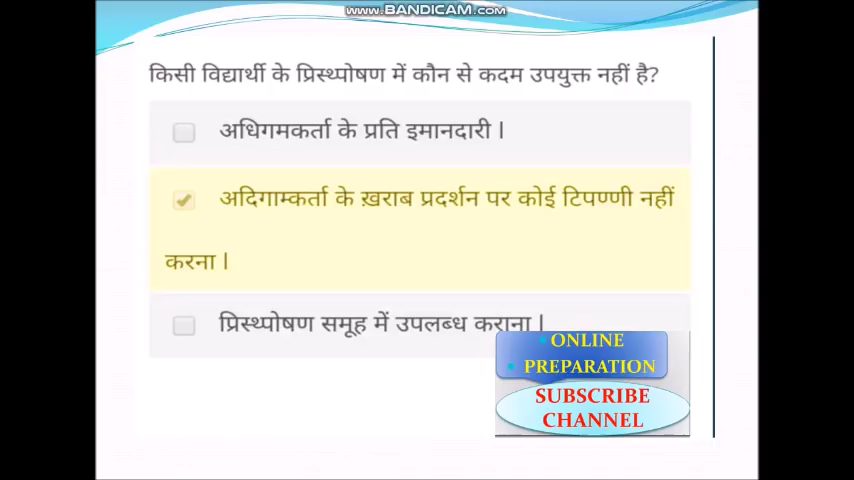 www.BANDICAM.com
किसी विद्यार्थी के प्रिस्थ्पोषण में कौन से कदम उपयुक्त नहीं है?
अधिगमकर्ता के प्रति इमानदारी l
अदिगाम्कर्ता के ख़राब प्रदर्शन पर कोई टिपण्णी नहीं
करना l
प्रिस्थ्पोषण समूह में उपलब्ध कराना l
• ONLINE
• PREPARATION
SUBSCRIBE
CHANNEL